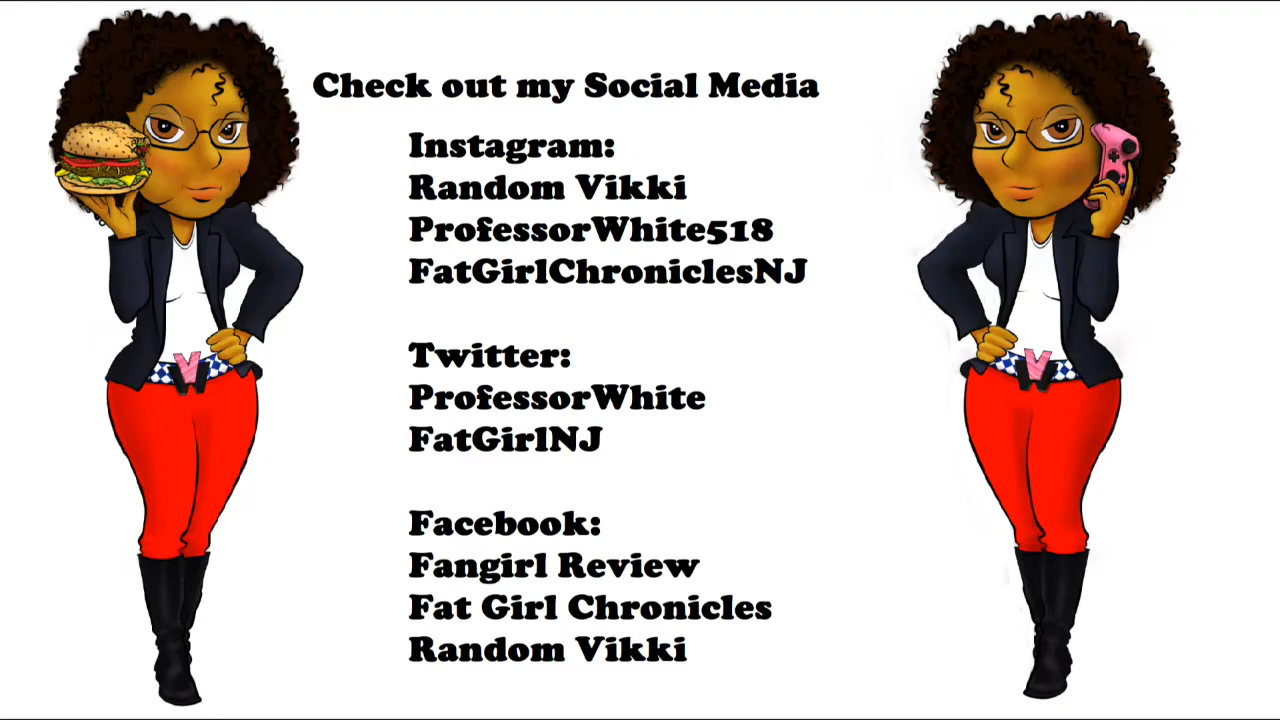 Check out my Social Media
Instagram:
Random Vikki
ProfessorWhite518
FatGirlChroniclesNJ
Twitter:
ProfessorWhite
FatGirlNJ
Facebook:
Fangirl Review
Fat Girl Chronicles
Random Vikki